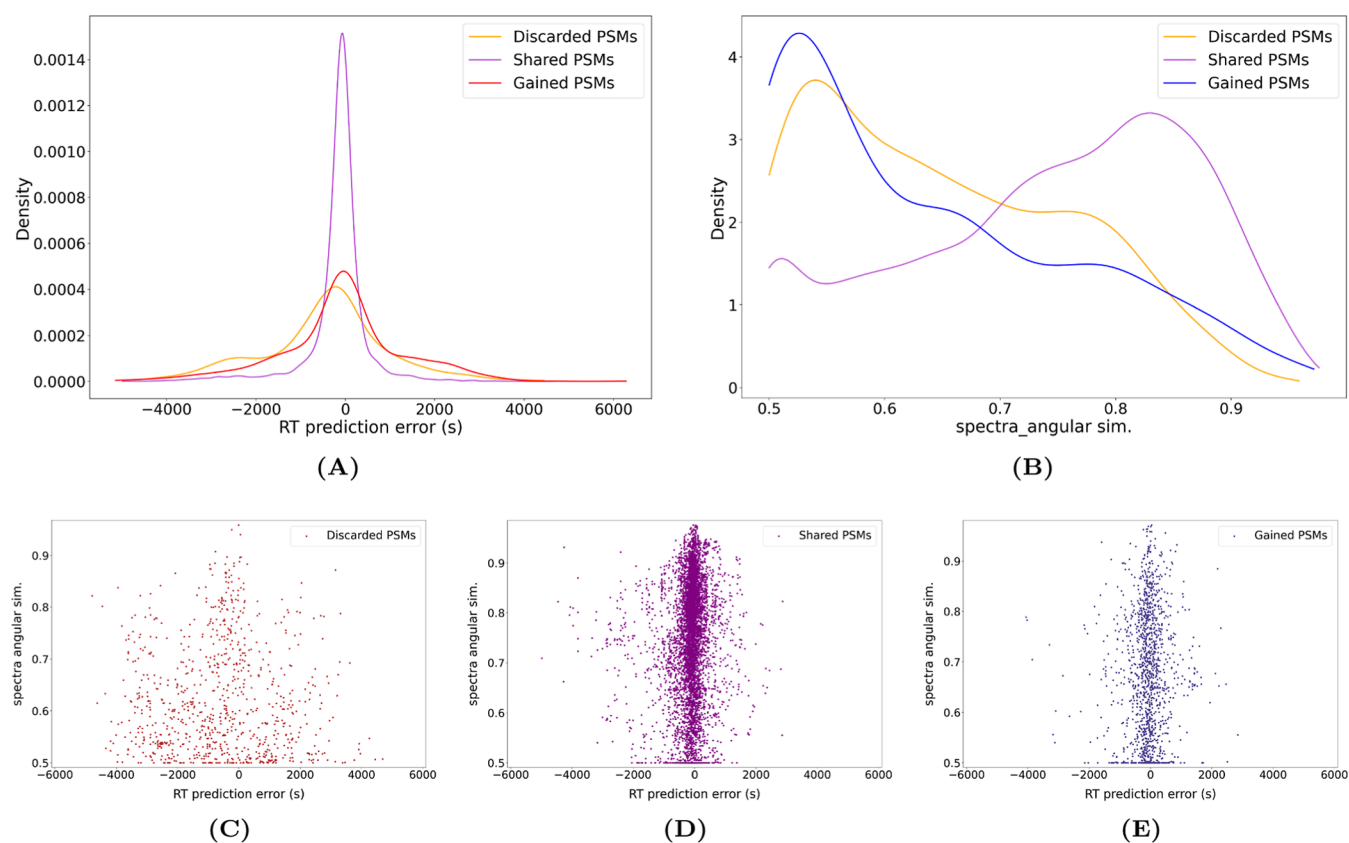 Discarded PSMs
Shared PSMs
Gained PSMs
0.0014
0.0012
0.0010
0.0008
0.0006
0.0004
0.0002
0.0000
Density
−4000 −2000 0 2000 4000 6000
RT prediction error (s)
(A)
Discarded PSMs
Shared PSMs
Gained PSMs
4
3
2
1
0
Density
0.5 0.6 0.7 0.8 0.9
spectra_angular sim.
(B)
Discarded PSMs
0.9
0.8
0.7
0.6
0.5
spectra angular sim.
−6000 −4000 −2000 0 2000 4000 6000
RT prediction error (s)
(C)
Shared PSMs
0.9
0.8
0.7
0.6
0.5
spectra angular sim.
−6000 −4000 −2000 0 2000 4000 6000
RT prediction error (s)
(D)
Gained PSMs
0.9
0.8
0.7
0.6
0.5
spectra angular sim.
−6000 −4000 −2000 0 2000 4000 6000
RT prediction error (s)
(E)